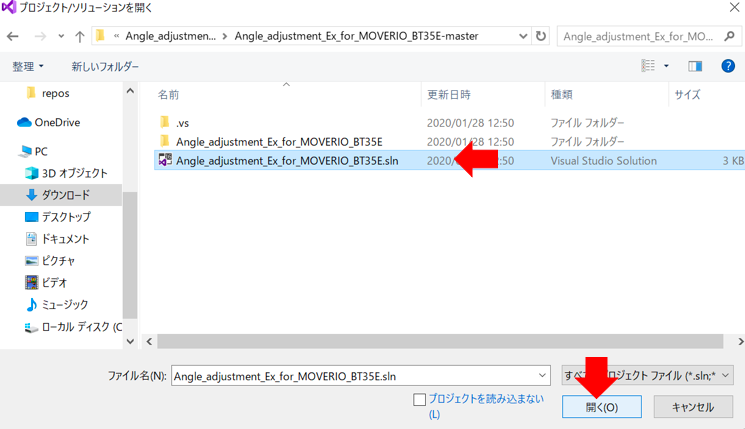 プロジェクト/ソリューションを開く
« Angle_adjustment... > Angle_adjustment_Ex_for_MOVERIO_BT35E-master
Angle_adjustment_Ex_for_MO...
整理 新しいフォルダー
名前 更新日時 種類 サイズ
repos
OneDrive
PC
3D オブジェクト
ダウンロード
デスクトップ
ドキュメント
ピクチャ
ビデオ
ミュージック
ローカル ディスク (C
.vs 2020/01/28 12:50 ファイル フォルダー
Angle_adjustment_Ex_for_MOVERIO_BT35E 2020/01/28 12:50 ファイル フォルダー
Angle_adjustment_Ex_for_MOVERIO_BT35E.sln 2020/ 2:50 Visual Studio Solution 3 KB
ファイル名(N): Angle_adjustment_Ex_for_MOVERIO_BT35E.sln
すべ プロジェクト ファイル (*.sln;*
プロジェクトを読み込まない
(L)
開く(O) キャンセル